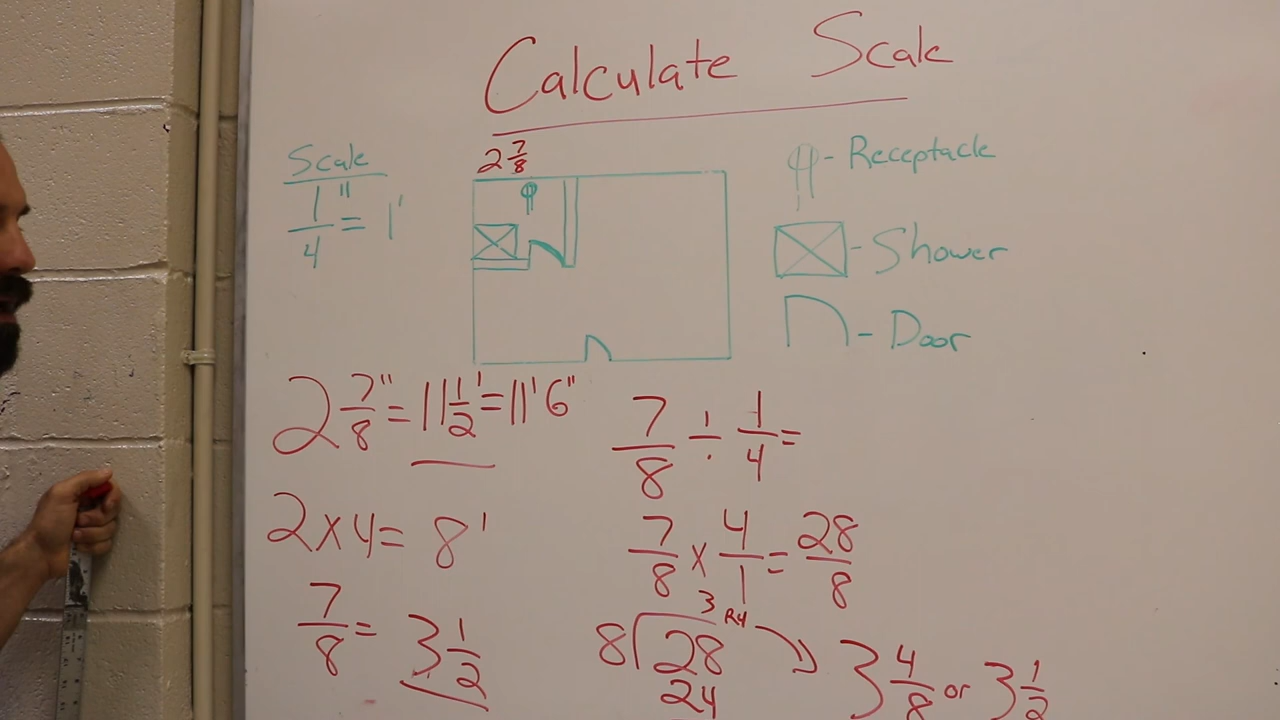 Calculate Scale
Scale
1/4" = 1'
2 7/8
- Receptacle
- Shower
- Door
2 7/8" = 11 1/2' = 11' 6"
2 x 4 = 8'
7/8 = 3 1/2
7/8 ÷ 1/4 =
7/8 x 4/1 = 28/8
3 R4
8 28
24
3 4/8 or 3 1/2